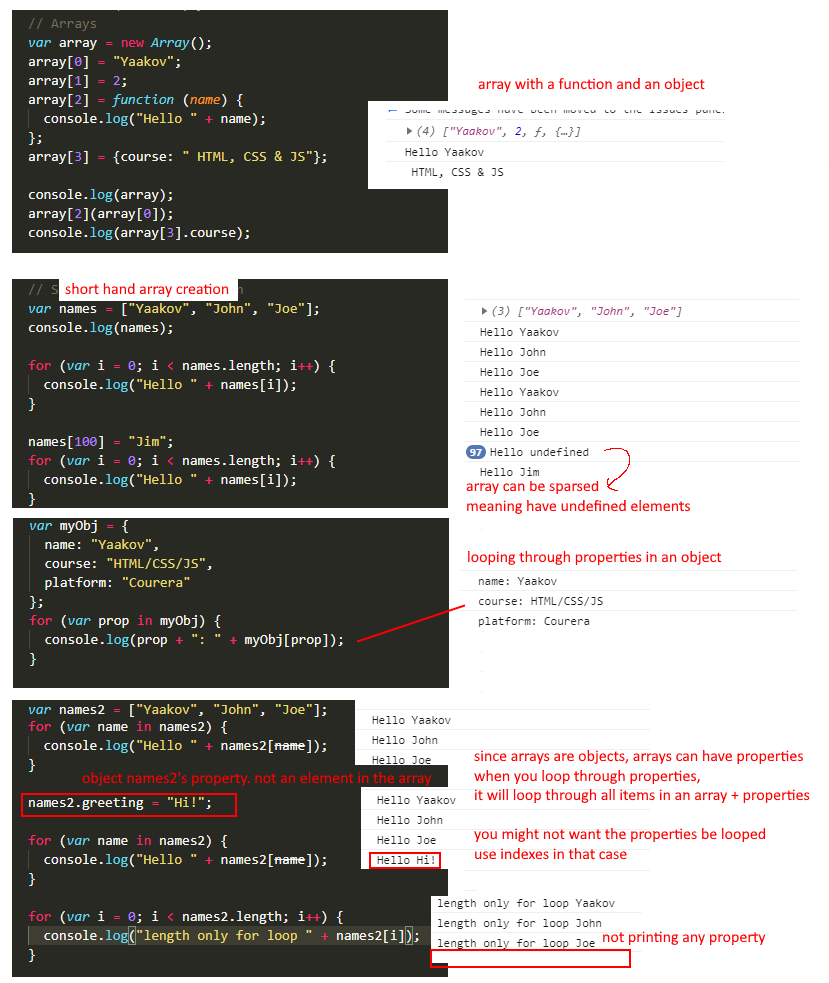 // Arrays
var array = new Array();
array[0] = "Yaakov";
array[1] = 2;
array[2] = function (name) {
console.log("Hello " + name);
};
array[3] = {course: " HTML, CSS & JS"};
console.log(array);
array[2](array[0]);
console.log(array[3].course);
array with a function and an object
Some messages have been moved to the Issues pane.
(4) ["Yaakov", 2, ƒ, {…}]
Hello Yaakov
HTML, CSS & JS
// S
short hand array creation
var names = ["Yaakov", "John", "Joe"];
console.log(names);
for (var i = 0; i < names.length; i++) {
console.log("Hello " + names[i]);
}
names[100] = "Jim";
for (var i = 0; i < names.length; i++) {
console.log("Hello " + names[i]);
}
(3) ["Yaakov", "John", "Joe"]
Hello Yaakov
Hello John
Hello Joe
Hello Yaakov
Hello John
Hello Joe
97 Hello undefined
Hello Jim
array can be sparsed
meaning have undefined elements
var myObj = {
name: "Yaakov",
course: "HTML/CSS/JS",
platform: "Courera"
};
for (var prop in myObj) {
console.log(prop + ": " + myObj[prop]);
}
looping through properties in an object
name: Yaakov
course: HTML/CSS/JS
platform: Courera
var names2 = ["Yaakov", "John", "Joe"];
for (var name in names2) {
console.log("Hello " + names2[name]);
}
Hello Yaakov
Hello John
Hello Joe
object names2's property. not an element in the array
names2.greeting = "Hi!";
for (var name in names2) {
console.log("Hello " + names2[name]);
}
Hello Yaakov
Hello John
Hello Joe
Hello Hi!
since arrays are objects, arrays can have properties
when you loop through properties,
it will loop through all items in an array + properties
you might not want the properties be looped
use indexes in that case
for (var i = 0; i < names2.length; i++) {
console.log("length only for loop " + names2[i]);
}
length only for loop Yaakov
length only for loop John
length only for loop Joe
not printing any property